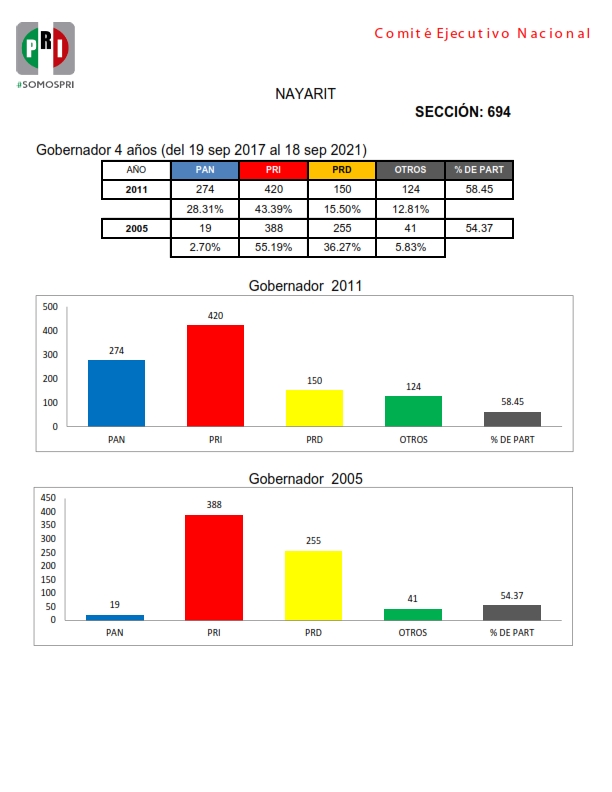 Comité Ejecutivo Nacional
PRI
#SOMOSPRI
NAYARIT
SECCIÓN: 694
Gobernador 4 años (del 19 sep 2017 al 18 sep 2021)
AÑO PAN PRI PRD OTROS % DE PART
2011 274 420 150 124 58.45
28.31% 43.39% 15.50% 12.81%
2005 19 388 255 41 54.37
2.70% 55.19% 36.27% 5.83%
Gobernador 2011
500
400
300
200
100
0
274
420
150
124
58.45
PAN PRI PRD OTROS % DE PART
Gobernador 2005
450
400
350
300
250
200
150
100
50
0
19
388
255
41
54.37
PAN PRI PRD OTROS % DE PART